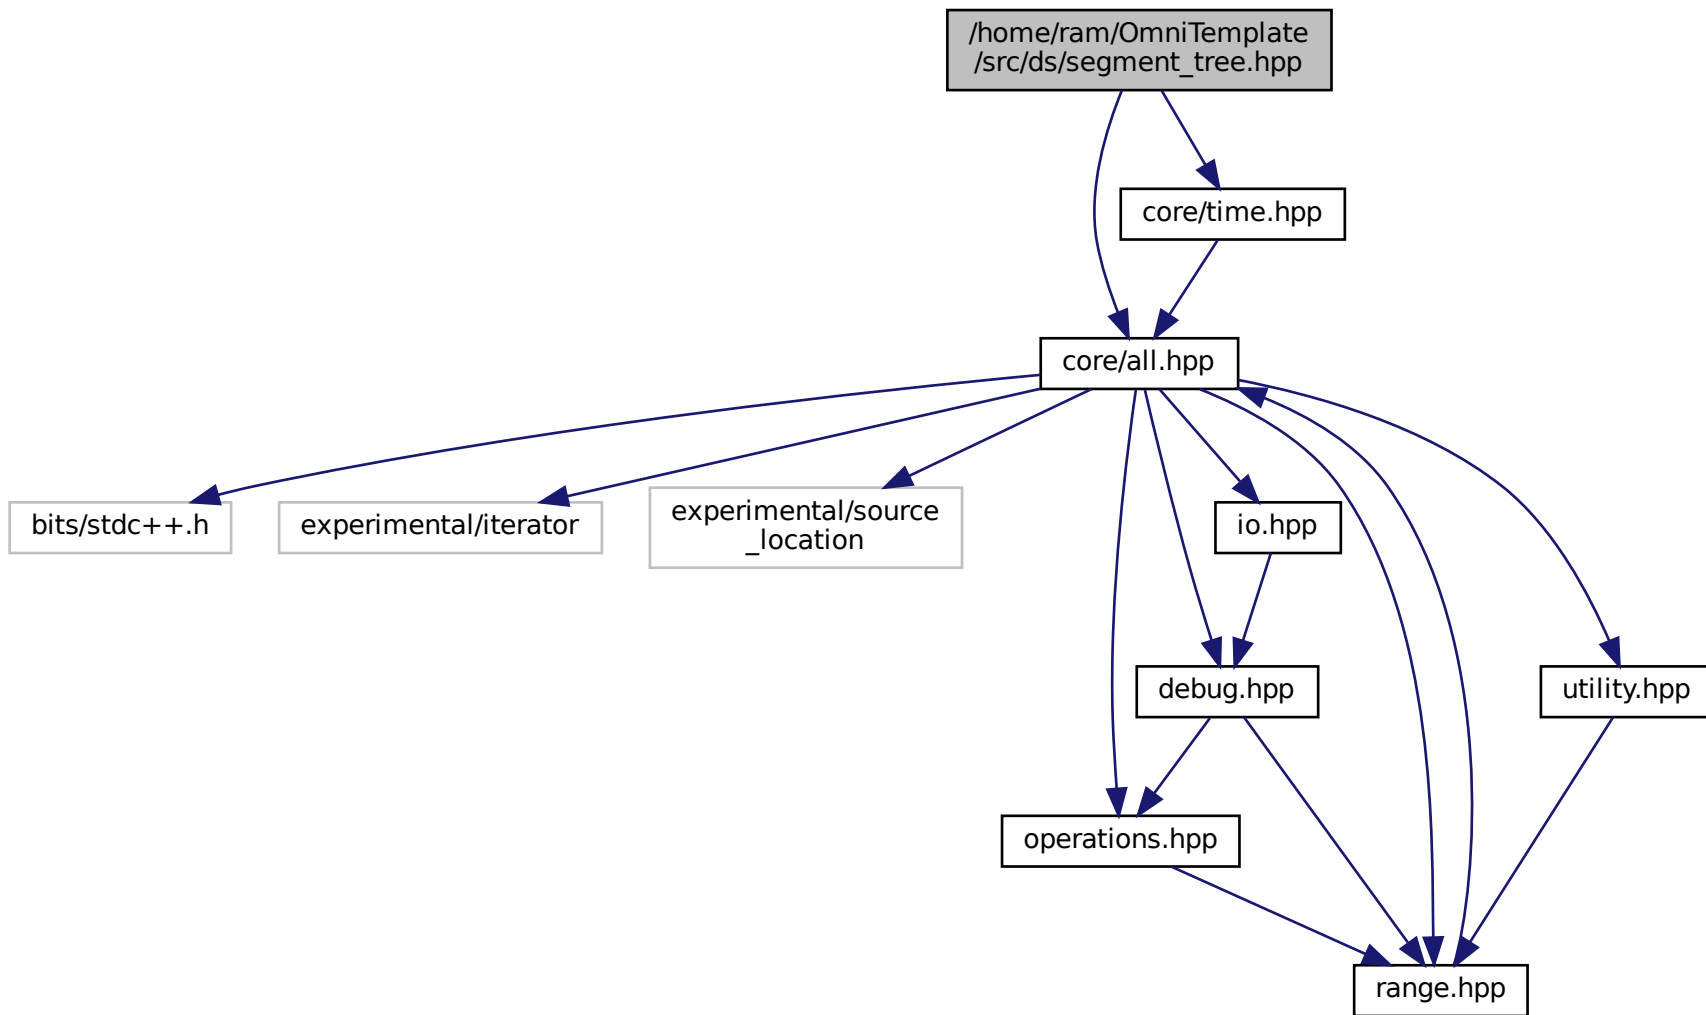 /home/ram/OmniTemplate
/src/ds/segment_tree.hpp
core/time.hpp
core/all.hpp
bits/stdc++.h
experimental/iterator
experimental/source
_location
io.hpp
debug.hpp
utility.hpp
operations.hpp
range.hpp